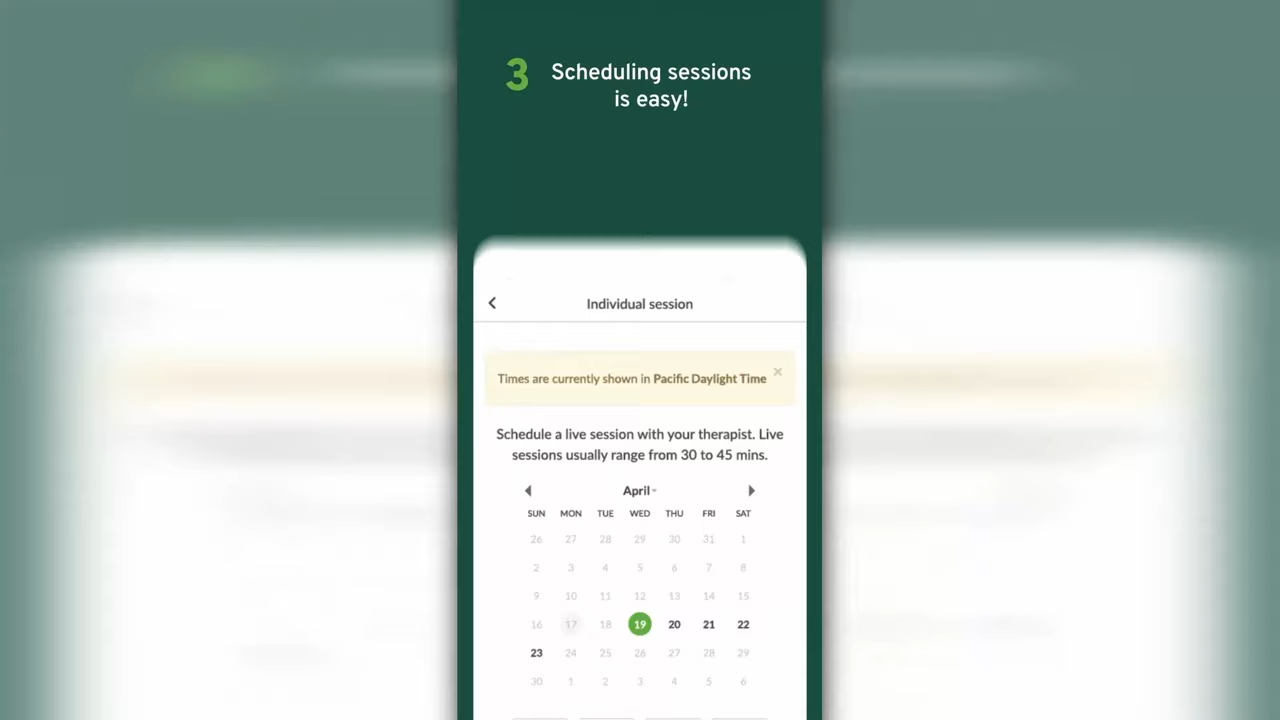 3 Scheduling sessions
is easy!
Individual session
Times are currently shown in Pacific Daylight Time ×
Schedule a live session with your therapist. Live
sessions usually range from 30 to 45 mins.
April
SUN MON TUE WED THU FRI SAT
26 27 28 29 30 31 1
2 3 4 5 6 7 8
9 10 11 12 13 14 15
16 17 18 19 20 21 22
23 24 25 26 27 28 29
30 1 2 3 4 5 6